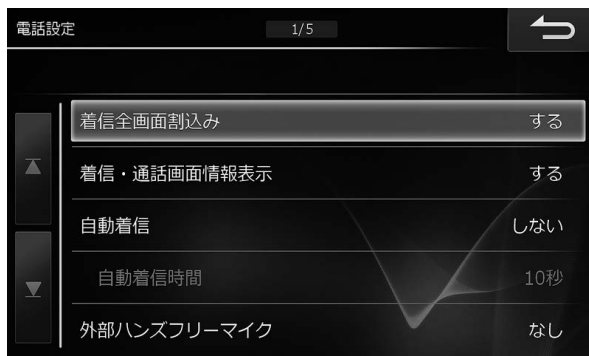 電話設定 1/5
着信全画面割込み する
着信・通話画面情報表示 する
自動着信 しない
自動着信時間 10秒
外部ハンズフリーマイク なし